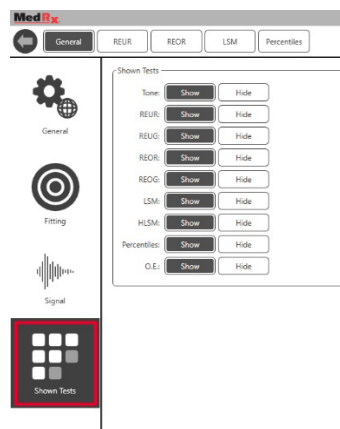 MedRx
General REUR REOR LSM Percentiles
Shown Tests
Tone: Show Hide
REUR: Show Hide
REUG: Show Hide
REOR: Show Hide
REOG: Show Hide
LSM: Show Hide
HLSM: Show Hide
Percentiles: Show Hide
O.E.: Show Hide
General
Fitting
Signal
Shown Tests